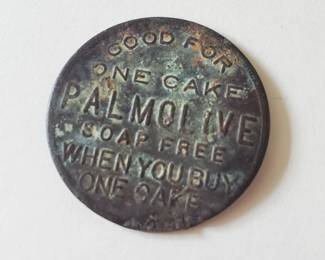 GOOD FOR
ONE CAKE
PALMOLIVE
SOAP FREE
WHEN YOU BUY
ONE CAKE